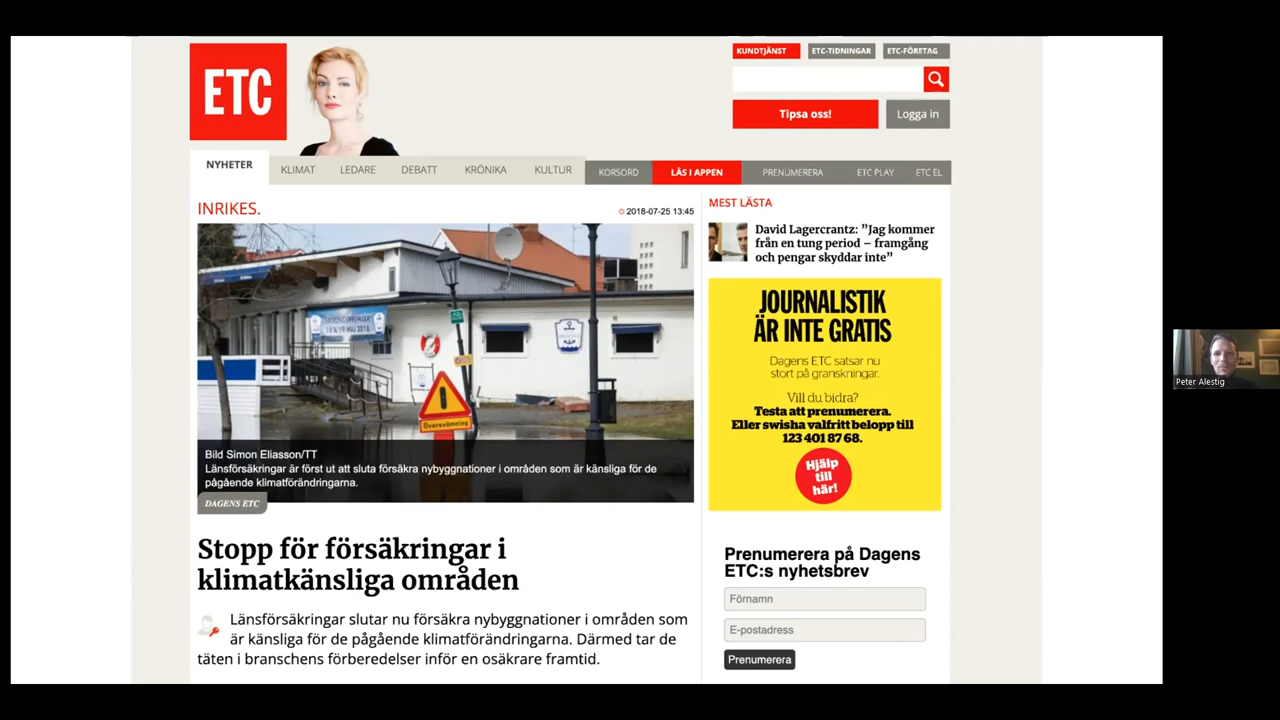 ETC
KUNDTJÄNST
ETC-TIDNINGAR
ETC-FÖRETAG
Tipsa oss!
Logga in
NYHETER
KLIMAT
LEDARE
DEBATT
KRÖNIKA
KULTUR
KORSORD
LÄS I APPEN
PRENUMERERA
ETC PLAY
ETC EL
INRIKES.
2018-07-25 13:45
Översvämning
Bild Simon Eliasson/TT
Länsförsäkringar är först ut att sluta försäkra nybyggnationer i områden som är känsliga för de
pågående klimatförändringarna.
DAGENS ETC
Stopp för försäkringar i
klimatkänsliga områden
Länsförsäkringar slutar nu försäkra nybyggnationer i områden som
är känsliga för de pågående klimatförändringarna. Därmed tar de
täten i branschens förberedelser inför en osäkrare framtid.
MEST LÄSTA
David Lagercrantz: ”Jag kommer
från en tung period – framgång
och pengar skyddar inte”
JOURNALISTIK
ÄR INTE GRATIS
Dagens ETC satsar nu
stort på granskningar.
Vill du bidra?
Testa att prenumerera.
Eller swisha valfritt belopp till
123 401 87 68.
Hjälp
till
här!
Prenumerera på Dagens
ETC:s nyhetsbrev
Förnamn
E-postadress
Prenumerera
Peter Alestig